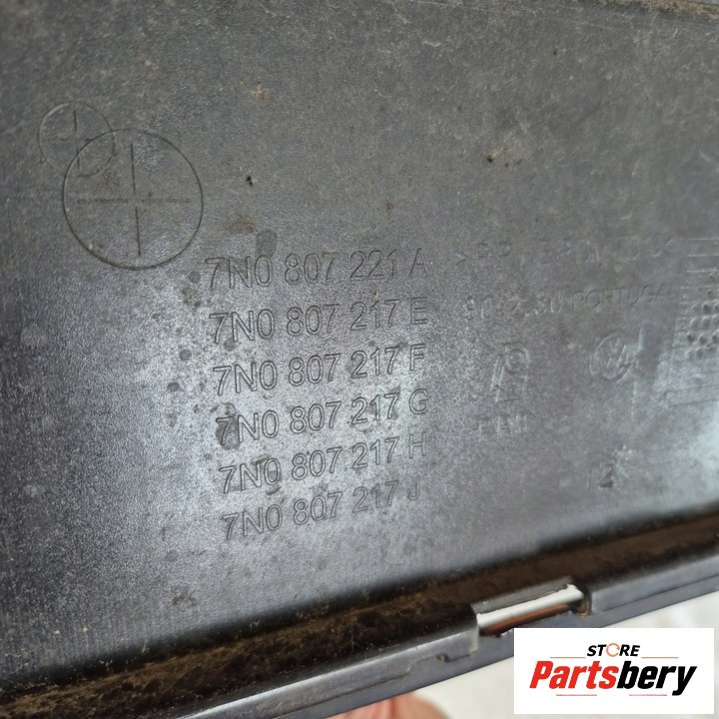 7N0 807 221 A
7N0 807 217 E
7N0 807 217 F
7N0 807 217 G
7N0 807 217 H
7N0 807 217 J
STORE
Partsbery